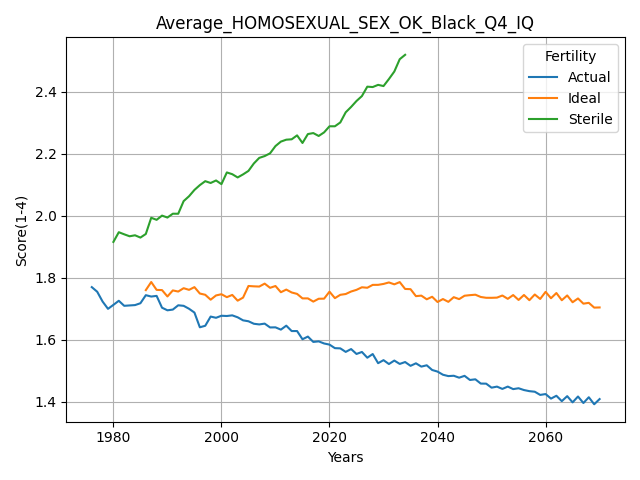 Average_HOMOSEXUAL_SEX_OK_Black_Q4_IQ
Fertility
Actual
Ideal
Sterile
Score(1-4)
2.4
2.2
2.0
1.8
1.6
1.4
1980 2000 2020 2040 2060
Years